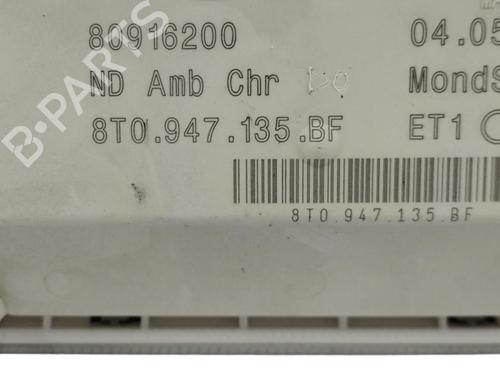 80916200 04.05
ND Amb Chr MondS
8T0.947.135.BF ET1
8T0.947.135.BF
B-PARTS